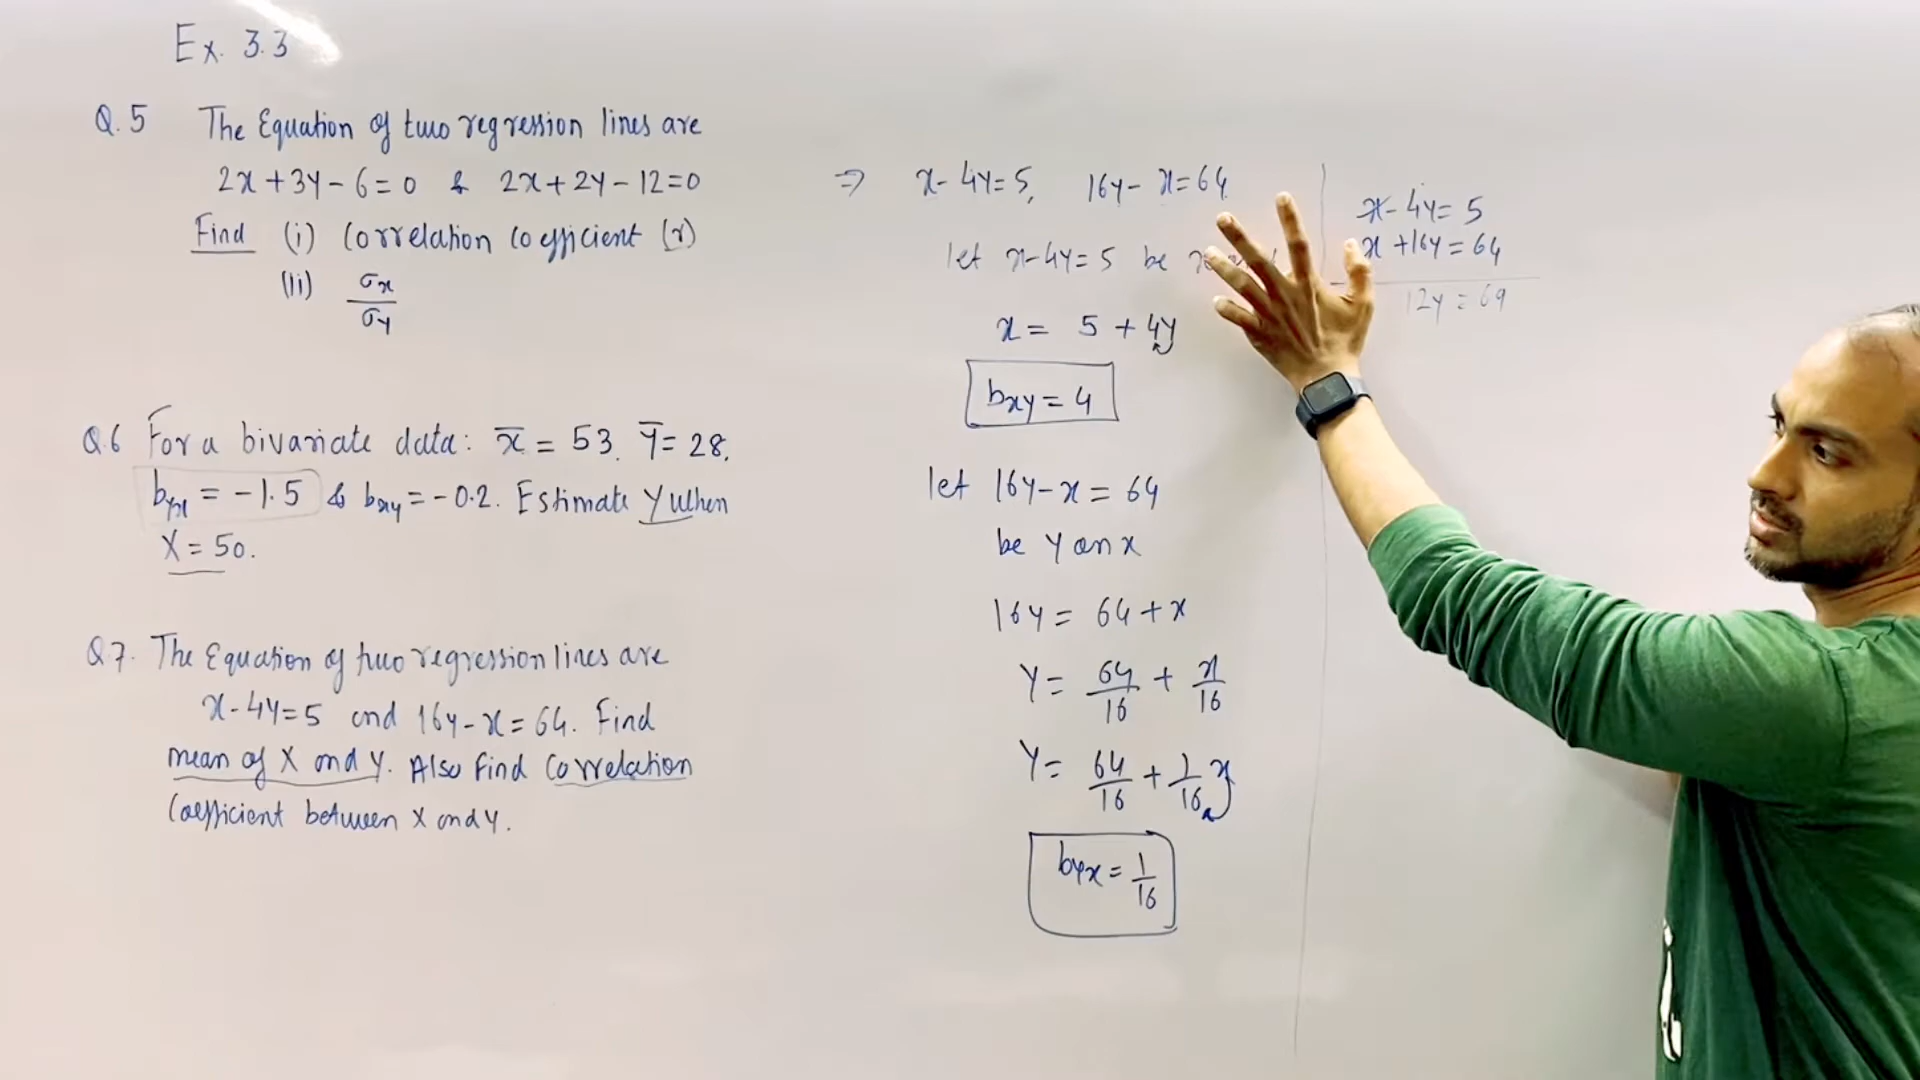 Ex. 3.3
Q.5 The Equation of two regression lines are
2x+3y-6=0 & 2x+2y-12=0
Find (i) Correlation Coefficient (r)
(ii) σx/σy
Q.6 For a bivariate data: x̄ = 53. ȳ = 28.
byx = -1.5 & bxy = -0.2. Estimate Y when
X = 50.
Q.7. The Equation of two regression lines are
x-4y=5 and 16y-x=64. Find
mean of X and Y. Also Find Correlation
Coefficient between X and Y.
⇒ x-4y=5, 16y-x=64
let x-4y=5 be
x = 5 + 4y
bxy = 4
let 16y-x = 64
be Y on x
16y = 64+x
Y = 64/16 + x/16
Y = 64/16 + 1/16 x
byx = 1/16
x-4y=5
x +16y=64
12y = 69